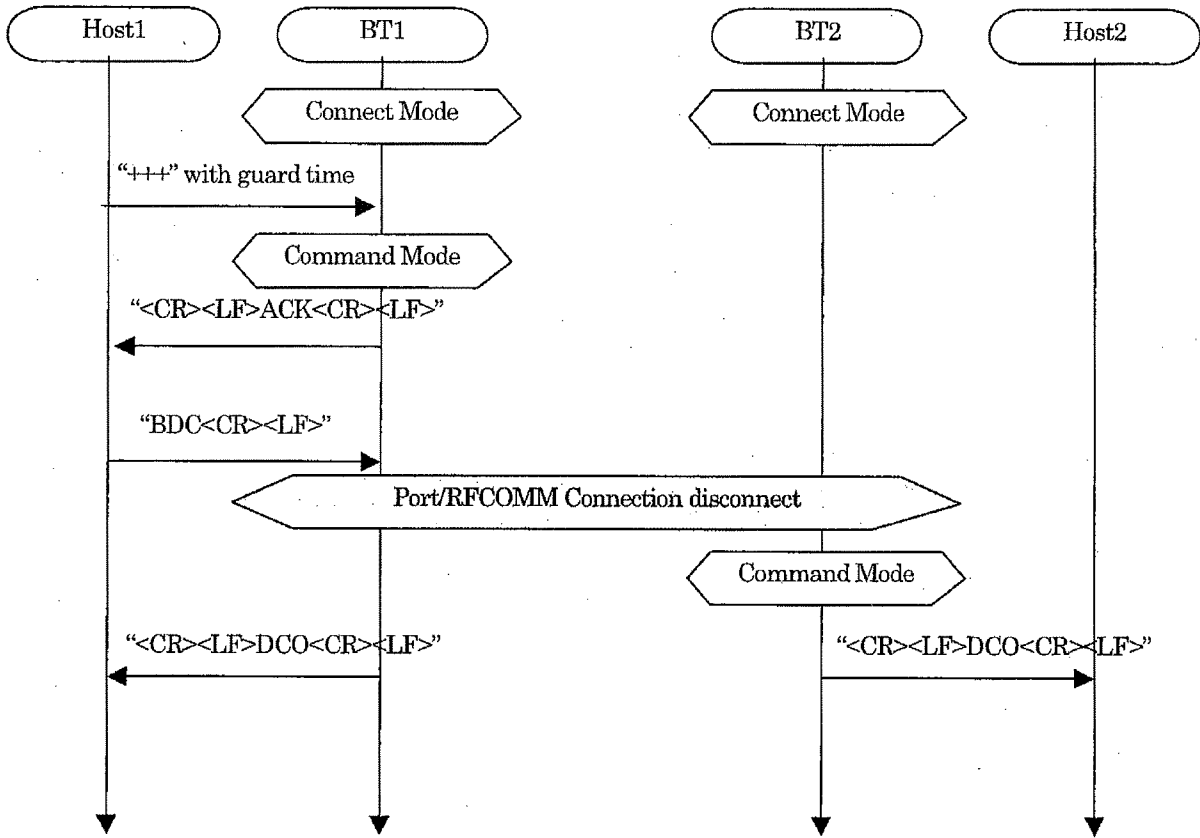 Host1
BT1
BT2
Host2
Connect Mode
Connect Mode
“+++” with guard time
Command Mode
“<CR><LF>ACK<CR><LF>”
“BDC<CR><LF>”
Port/RFCOMM Connection disconnect
Command Mode
“<CR><LF>DCO<CR><LF>”
“<CR><LF>DCO<CR><LF>”